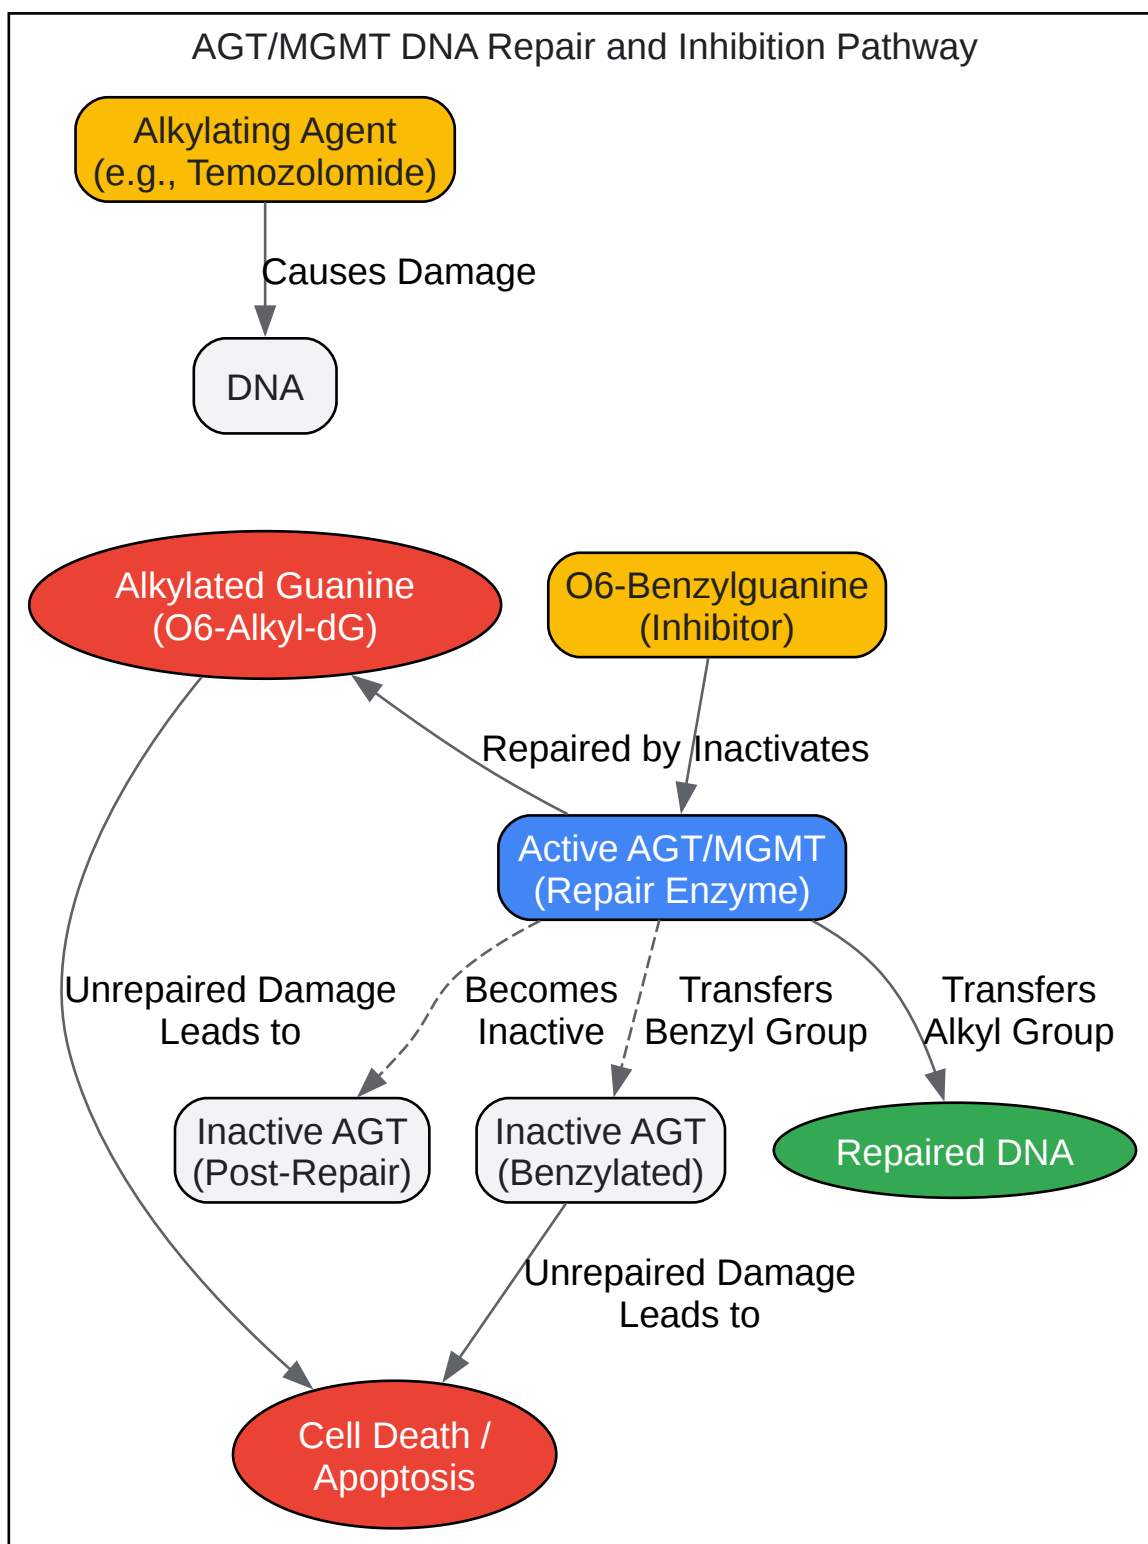 AGT/MGMT DNA Repair and Inhibition Pathway
Alkylating Agent
(e.g., Temozolomide)
Causes Damage
DNA
Alkylated Guanine
(O6-Alkyl-dG)
O6-Benzylguanine
(Inhibitor)
Repaired by
Inactivates
Active AGT/MGMT
(Repair Enzyme)
Unrepaired Damage
Leads to
Becomes
Inactive
Transfers
Benzyl Group
Transfers
Alkyl Group
Inactive AGT
(Post-Repair)
Inactive AGT
(Benzylated)
Repaired DNA
Unrepaired Damage
Leads to
Cell Death /
Apoptosis